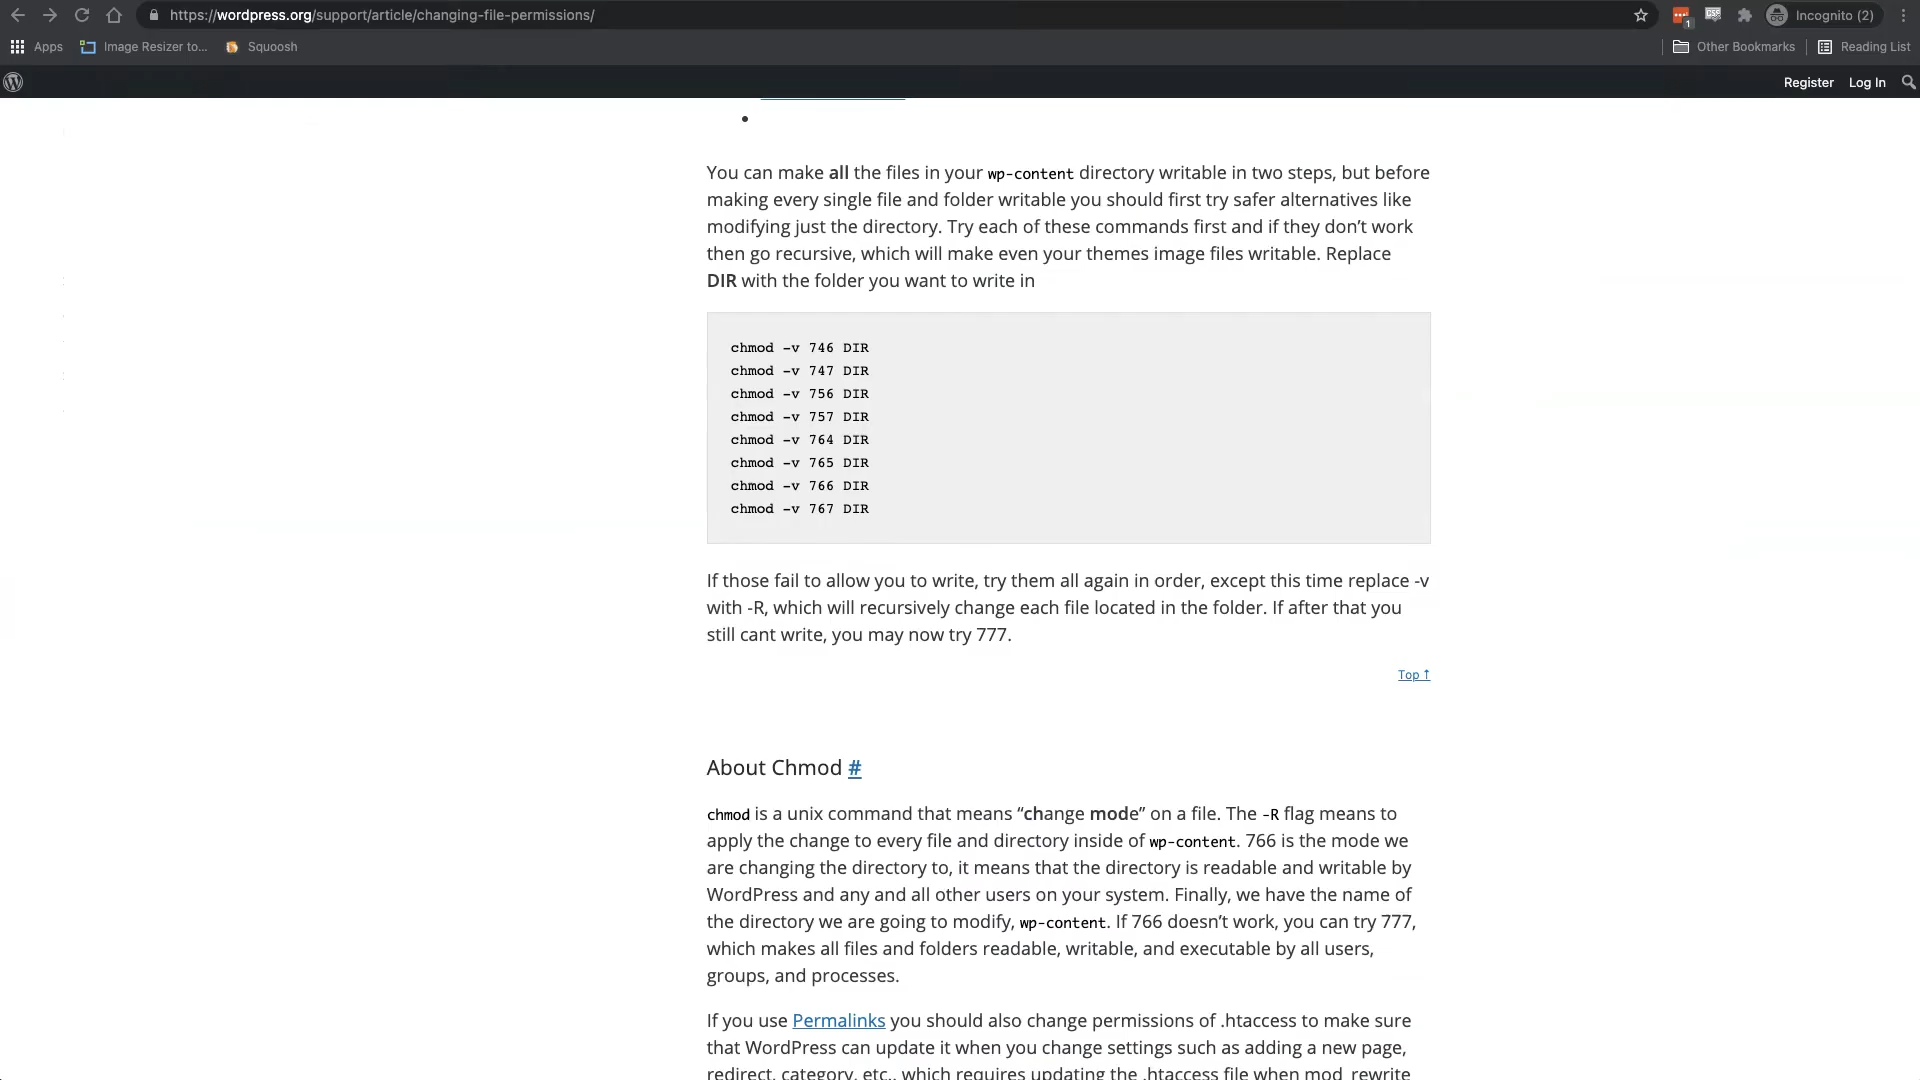 https://wordpress.org/support/article/changing-file-permissions/
1
GSF
Incognito (2)
Apps
Image Resizer to...
Squoosh
Other Bookmarks
Reading List
Register
Log In
You can make all the files in your wp-content directory writable in two steps, but before
making every single file and folder writable you should first try safer alternatives like
modifying just the directory. Try each of these commands first and if they don’t work
then go recursive, which will make even your themes image files writable. Replace
DIR with the folder you want to write in
chmod -v 746 DIR
chmod -v 747 DIR
chmod -v 756 DIR
chmod -v 757 DIR
chmod -v 764 DIR
chmod -v 765 DIR
chmod -v 766 DIR
chmod -v 767 DIR
If those fail to allow you to write, try them all again in order, except this time replace -v
with -R, which will recursively change each file located in the folder. If after that you
still cant write, you may now try 777.
Top ↑
About Chmod #
chmod is a unix command that means “change mode” on a file. The -R flag means to
apply the change to every file and directory inside of wp-content. 766 is the mode we
are changing the directory to, it means that the directory is readable and writable by
WordPress and any and all other users on your system. Finally, we have the name of
the directory we are going to modify, wp-content. If 766 doesn’t work, you can try 777,
which makes all files and folders readable, writable, and executable by all users,
groups, and processes.
If you use Permalinks you should also change permissions of .htaccess to make sure
that WordPress can update it when you change settings such as adding a new page,
redirect, category, etc., which requires updating the .htaccess file when mod_rewrite